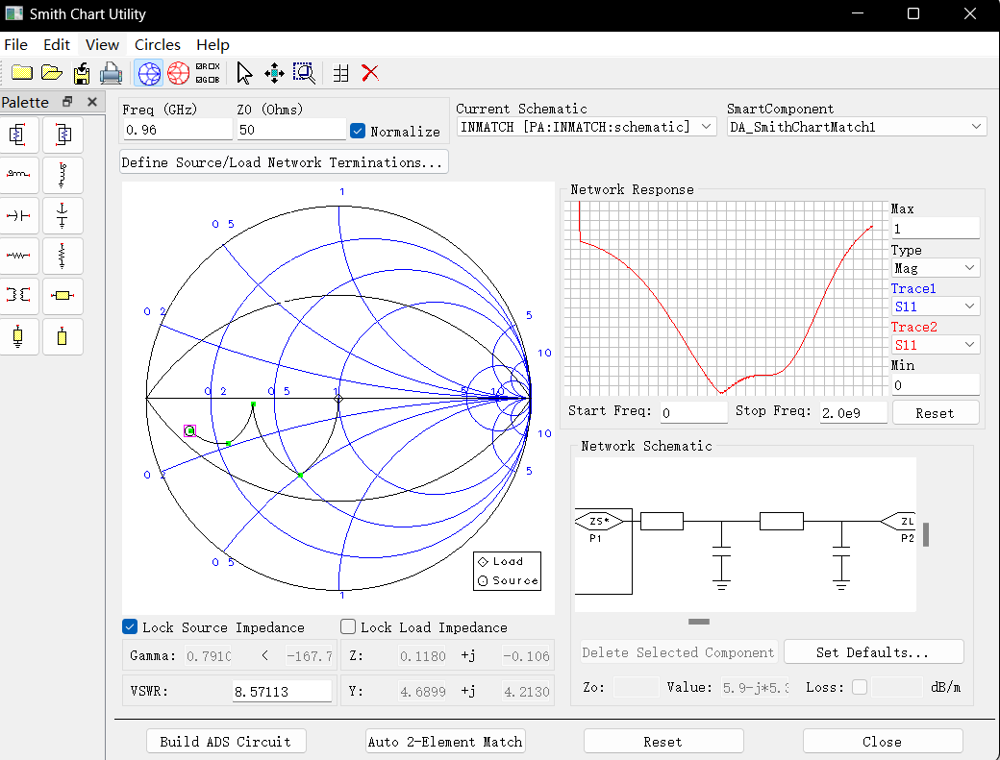 Smith Chart Utility
File Edit View Circles Help
Palette
Freq (GHz) Z0 (Ohms)
0.96 50 Normalize
Define Source/Load Network Terminations...
Current Schematic
INMATCH [PA:INMATCH:schematic]
SmartComponent
DA_SmithChartMatch1
1
0 5
0 2
5
10
0 2 0 5 1 5 10
10
0 2
5
0 5
1
Load
Source
Network Response
Max
1
Type
Mag
Trace1
S11
Trace2
S11
Min
0
Start Freq: 0 Stop Freq: 2.0e9 Reset
Network Schematic
ZS* ZL
P1 P2
Lock Source Impedance Lock Load Impedance
Gamma: 0.7910 < -167.7 Z: 0.1180 +j -0.106
VSWR: 8.57113 Y: 4.6899 +j 4.2130
Delete Selected Component Set Defaults...
Zo: Value: 5.9-j*5.3 Loss: dB/m
Build ADS Circuit Auto 2-Element Match Reset Close